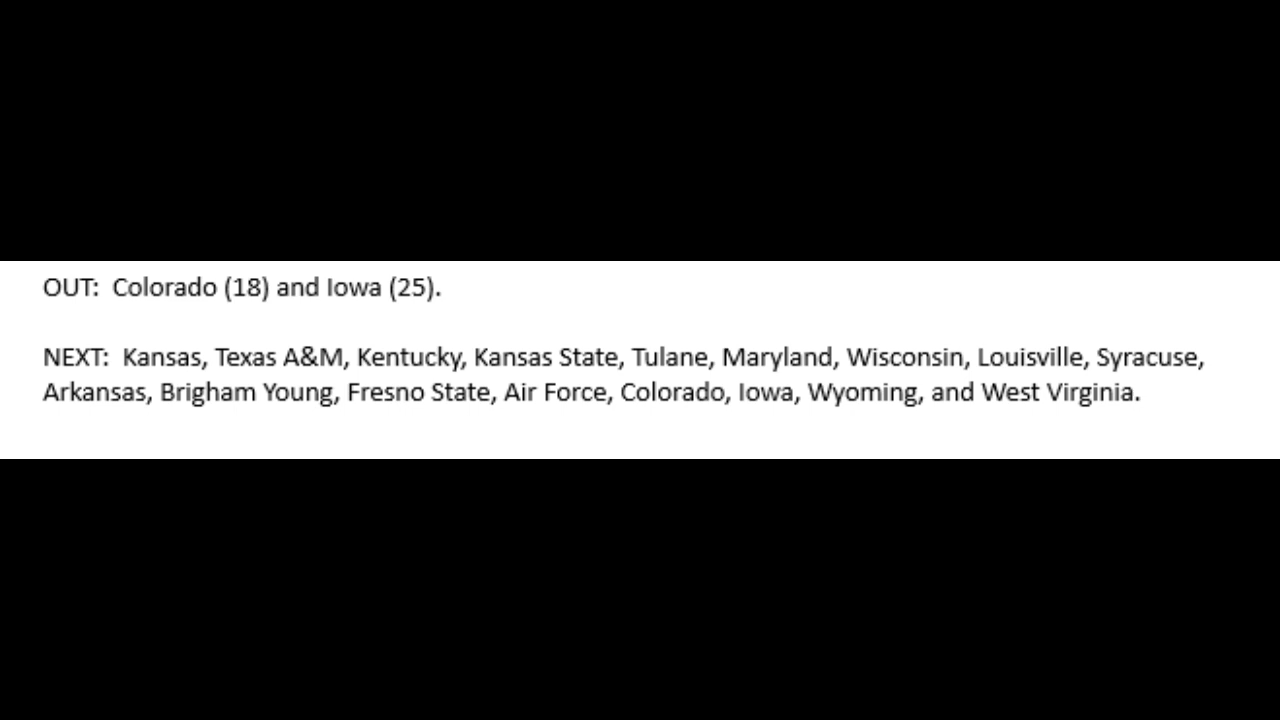 OUT:  Colorado (18) and Iowa (25).
NEXT:  Kansas, Texas A&M, Kentucky, Kansas State, Tulane, Maryland, Wisconsin, Louisville, Syracuse,
Arkansas, Brigham Young, Fresno State, Air Force, Colorado, Iowa, Wyoming, and West Virginia.